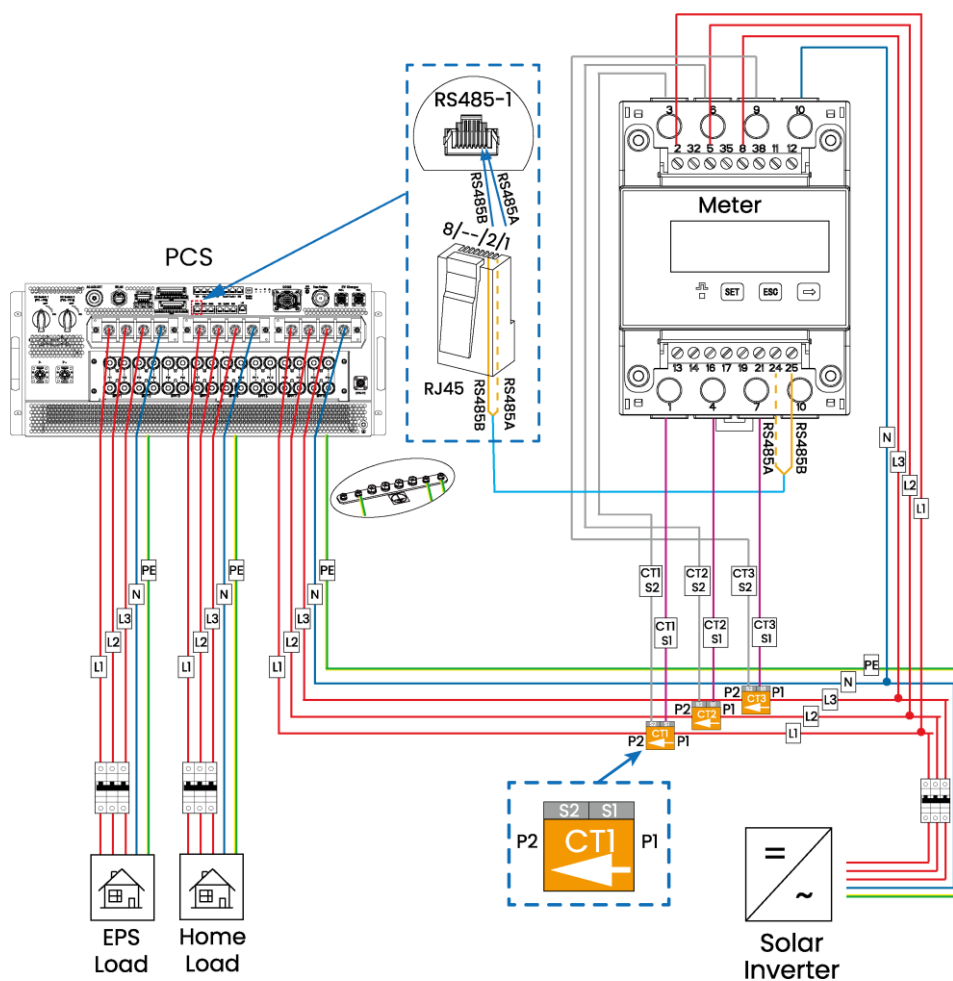 RS485-1
RS485B
RS485A
8/--/2/1
RJ45
RS485B
RS485A
PCS
3
6
9
10
2 32 5 35 8 38 11 12
Meter
SET
ESC
13 14 16 17 19 21 24 25
1
4
7
10
RS485A
RS485B
N
L3
L2
L1
CT1
S2
CT2
S2
CT3
S2
CT1
S1
CT2
S1
CT3
S1
PE
N
L3
L2
L1
PE
N
L3
L2
L1
PE
N
L3
L2
L1
PE
N
L3
L2
L1
P2
CT3
P1
P2
CT2
P1
P2
CT1
P1
S2
S1
P2
CT1
P1
EPS
Load
Home
Load
Solar
Inverter